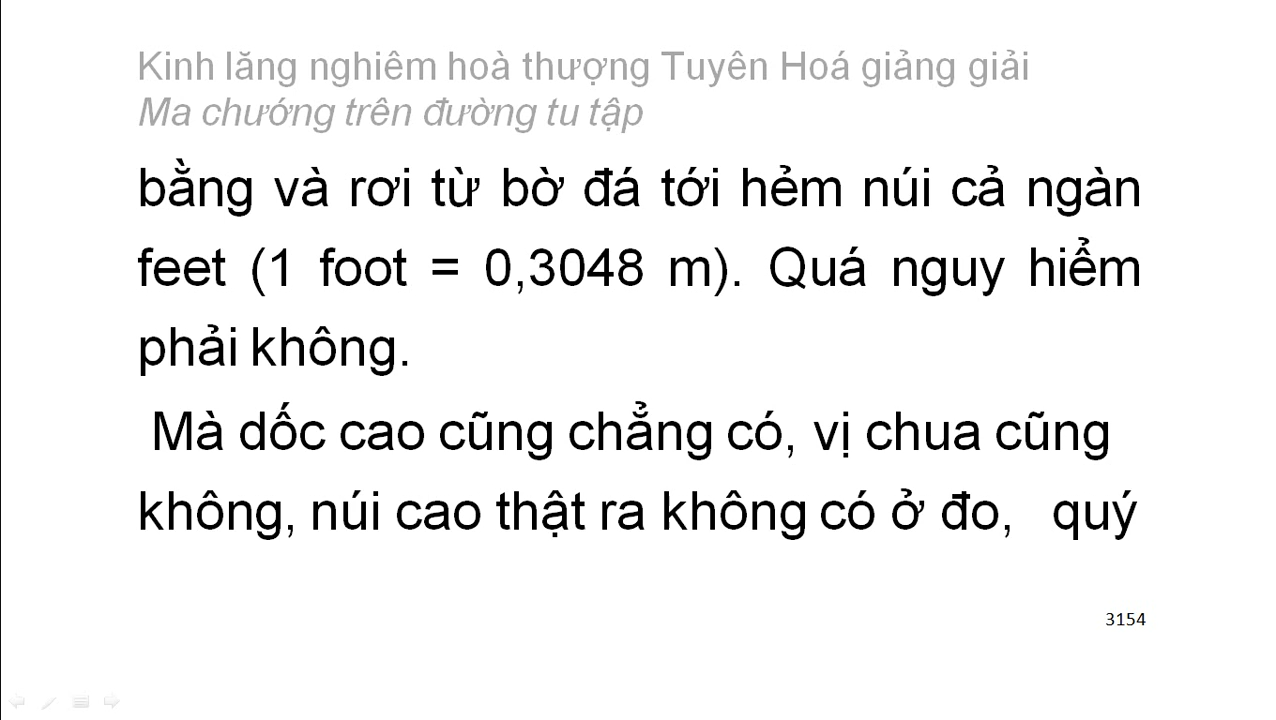 Kinh lăng nghiêm hoà thượng Tuyên Hoá giảng giải
Ma chướng trên đường tu tập
bằng và rơi từ bờ đá tới hẻm núi cả ngàn
feet (1 foot = 0,3048 m). Quá nguy hiểm
phải không.
Mà dốc cao cũng chẳng có, vị chua cũng
không, núi cao thật ra không có ở đo, quý
3154